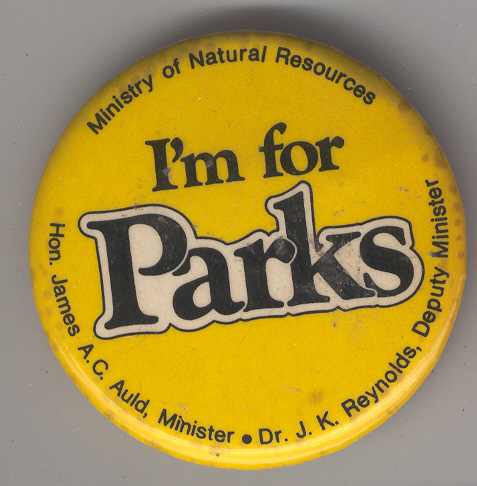 Ministry of Natural Resources
I'm for
Parks
Hon. James A.C. Auld, Minister • Dr. J. K. Reynolds, Deputy Minister